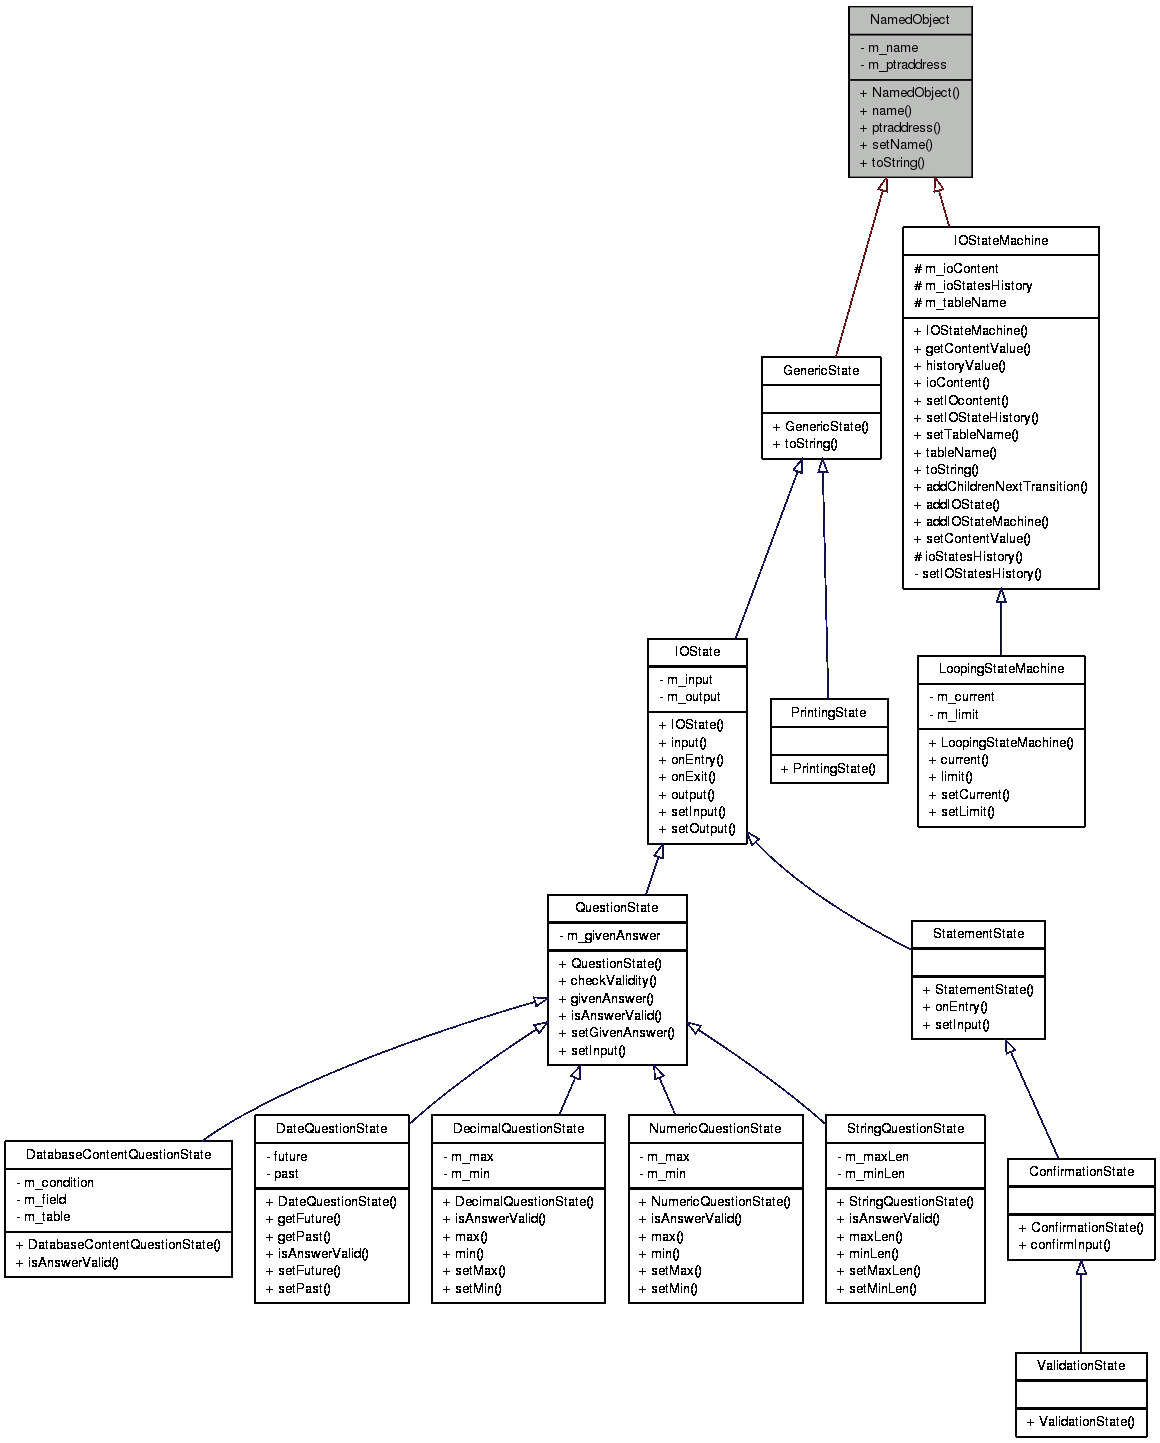 NamedObject
- m_name
- m_ptraddress
+ NamedObject()
+ name()
+ ptraddress()
+ setName()
+ toString()
IOStateMachine
# m_ioContent
# m_ioStatesHistory
# m_tableName
+ IOStateMachine()
+ getContentValue()
+ historyValue()
+ ioContent()
+ setIOcontent()
+ setIOStateHistory()
+ setTableName()
+ tableName()
+ toString()
+ addChildrenNextTransition()
+ addIOState()
+ addIOStateMachine()
+ setContentValue()
# ioStatesHistory()
- setIOStatesHistory()
GenericState
+ GenericState()
+ toString()
IOState
- m_input
- m_output
+ IOState()
+ input()
+ onEntry()
+ onExit()
+ output()
+ setInput()
+ setOutput()
PrintingState
+ PrintingState()
LoopingStateMachine
- m_current
- m_limit
+ LoopingStateMachine()
+ current()
+ limit()
+ setCurrent()
+ setLimit()
QuestionState
- m_givenAnswer
+ QuestionState()
+ checkValidity()
+ givenAnswer()
+ isAnswerValid()
+ setGivenAnswer()
+ setInput()
StatementState
+ StatementState()
+ onEntry()
+ setInput()
DatabaseContentQuestionState
- m_condition
- m_field
- m_table
+ DatabaseContentQuestionState()
+ isAnswerValid()
DateQuestionState
- future
- past
+ DateQuestionState()
+ getFuture()
+ getPast()
+ isAnswerValid()
+ setFuture()
+ setPast()
DecimalQuestionState
- m_max
- m_min
+ DecimalQuestionState()
+ isAnswerValid()
+ max()
+ min()
+ setMax()
+ setMin()
NumericQuestionState
- m_max
- m_min
+ NumericQuestionState()
+ isAnswerValid()
+ max()
+ min()
+ setMax()
+ setMin()
StringQuestionState
- m_maxLen
- m_minLen
+ StringQuestionState()
+ isAnswerValid()
+ maxLen()
+ minLen()
+ setMaxLen()
+ setMinLen()
ConfirmationState
+ ConfirmationState()
+ confirmInput()
ValidationState
+ ValidationState()